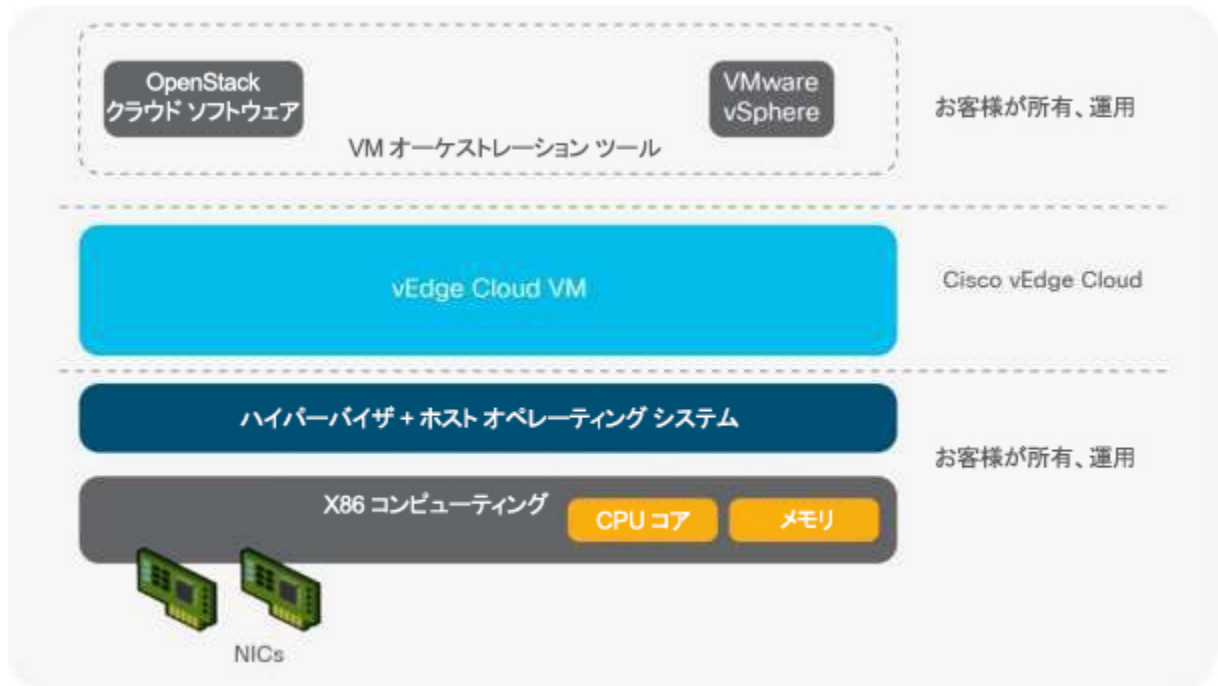 OpenStack
クラウド ソフトウェア
VMware
vSphere
VM オーケストレーション ツール
お客様が所有、運用
vEdge Cloud VM
Cisco vEdge Cloud
ハイパーバイザ + ホスト オペレーティング システム
お客様が所有、運用
X86 コンピューティング
CPU コア
メモリ
NICs